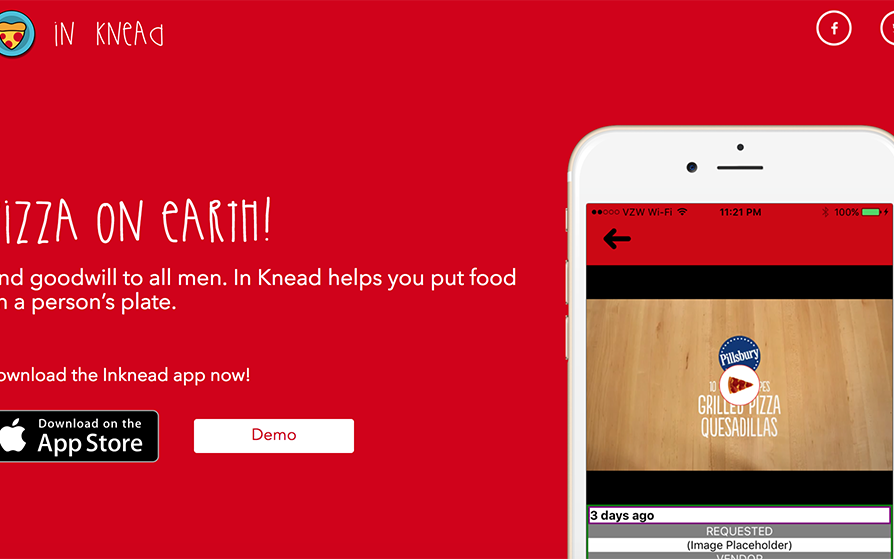 IN KNEAD
IZZA ON EARTH!
nd goodwill to all men. In Knead helps you put food
n a person's plate.
ownload the Inknead app now!
Download on the
App Store
Demo
VZW Wi-Fi 11:21 PM 100%
Pillsbury
10 PES
GRILLED PIZZA
QUESADILLAS
3 days ago
REQUESTED
(Image Placeholder)
VENDOR